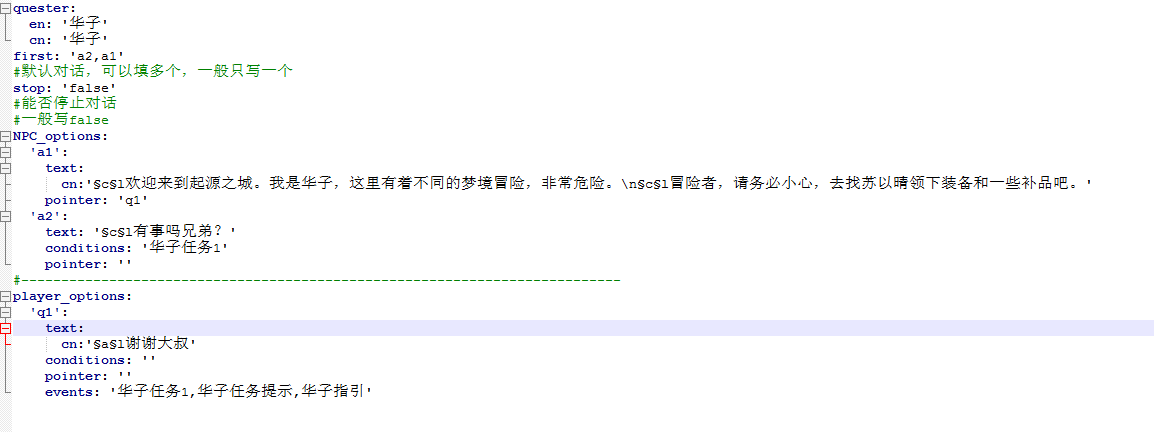 quester:
  en: '华子'
  cn: '华子'
first: 'a2,a1'
#默认对话，可以填多个，一般只写一个
stop: 'false'
#能否停止对话
#一般写false
NPC_options:
  'a1':
    text:
      cn:'§c§l欢迎来到起源之城。我是华子，这里有着不同的梦境冒险，非常危险。\n§c§l冒险者，请务必小心，去找苏以晴领下装备和一些补品吧。'
    pointer: 'q1'
  'a2':
    text: '§c§l有事吗兄弟？'
    conditions: '华子任务1'
    pointer: ''
#---------------------------------------------------------------------------
player_options:
  'q1':
    text:
      cn:'§a§l谢谢大叔'
    conditions: ''
    pointer: ''
    events: '华子任务1,华子任务提示,华子指引'